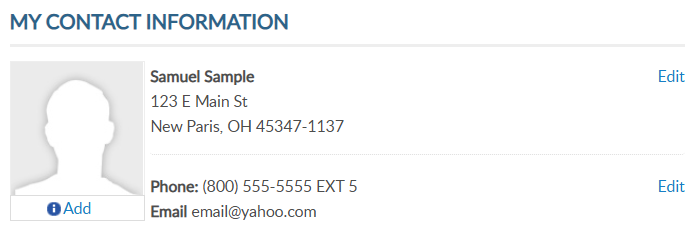 MY CONTACT INFORMATION
Samuel Sample
Edit
123 E Main St
New Paris, OH 45347-1137
Phone: (800) 555-5555 EXT 5
Edit
Email email@yahoo.com
Add